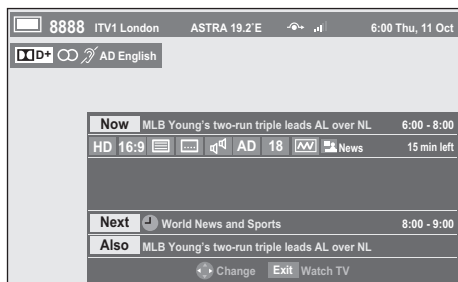 8888 ITV1 London ASTRA 19.2°E 6:00 Thu, 11 Oct
D+ AD English
Now MLB Young's two-run triple leads AL over NL 6:00 - 8:00
HD 16:9 AD 18 News 15 min left
Next World News and Sports 8:00 - 9:00
Also MLB Young's two-run triple leads AL over NL
Change Exit Watch TV